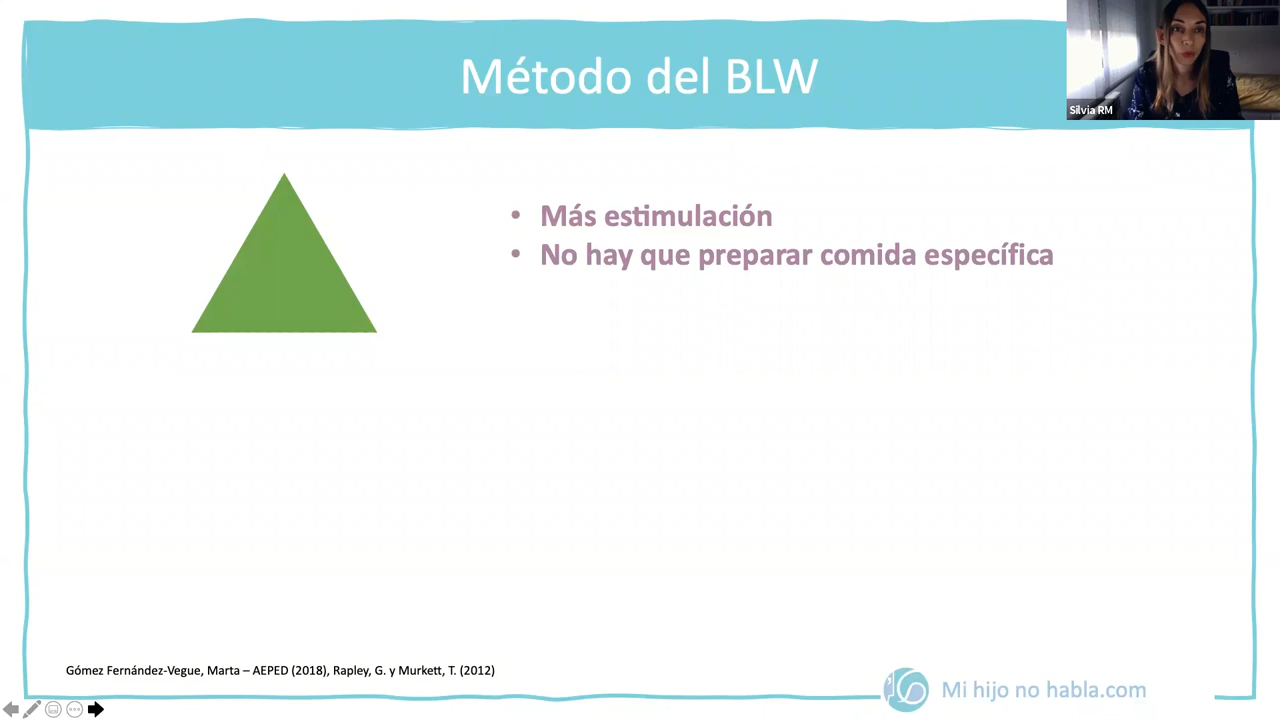 Método del BLW
Silvia RM
• Más estimulación
• No hay que preparar comida específica
Gómez Fernández-Vegue, Marta – AEPED (2018), Rapley, G. y Murkett, T. (2012)
Mi hijo no habla.com